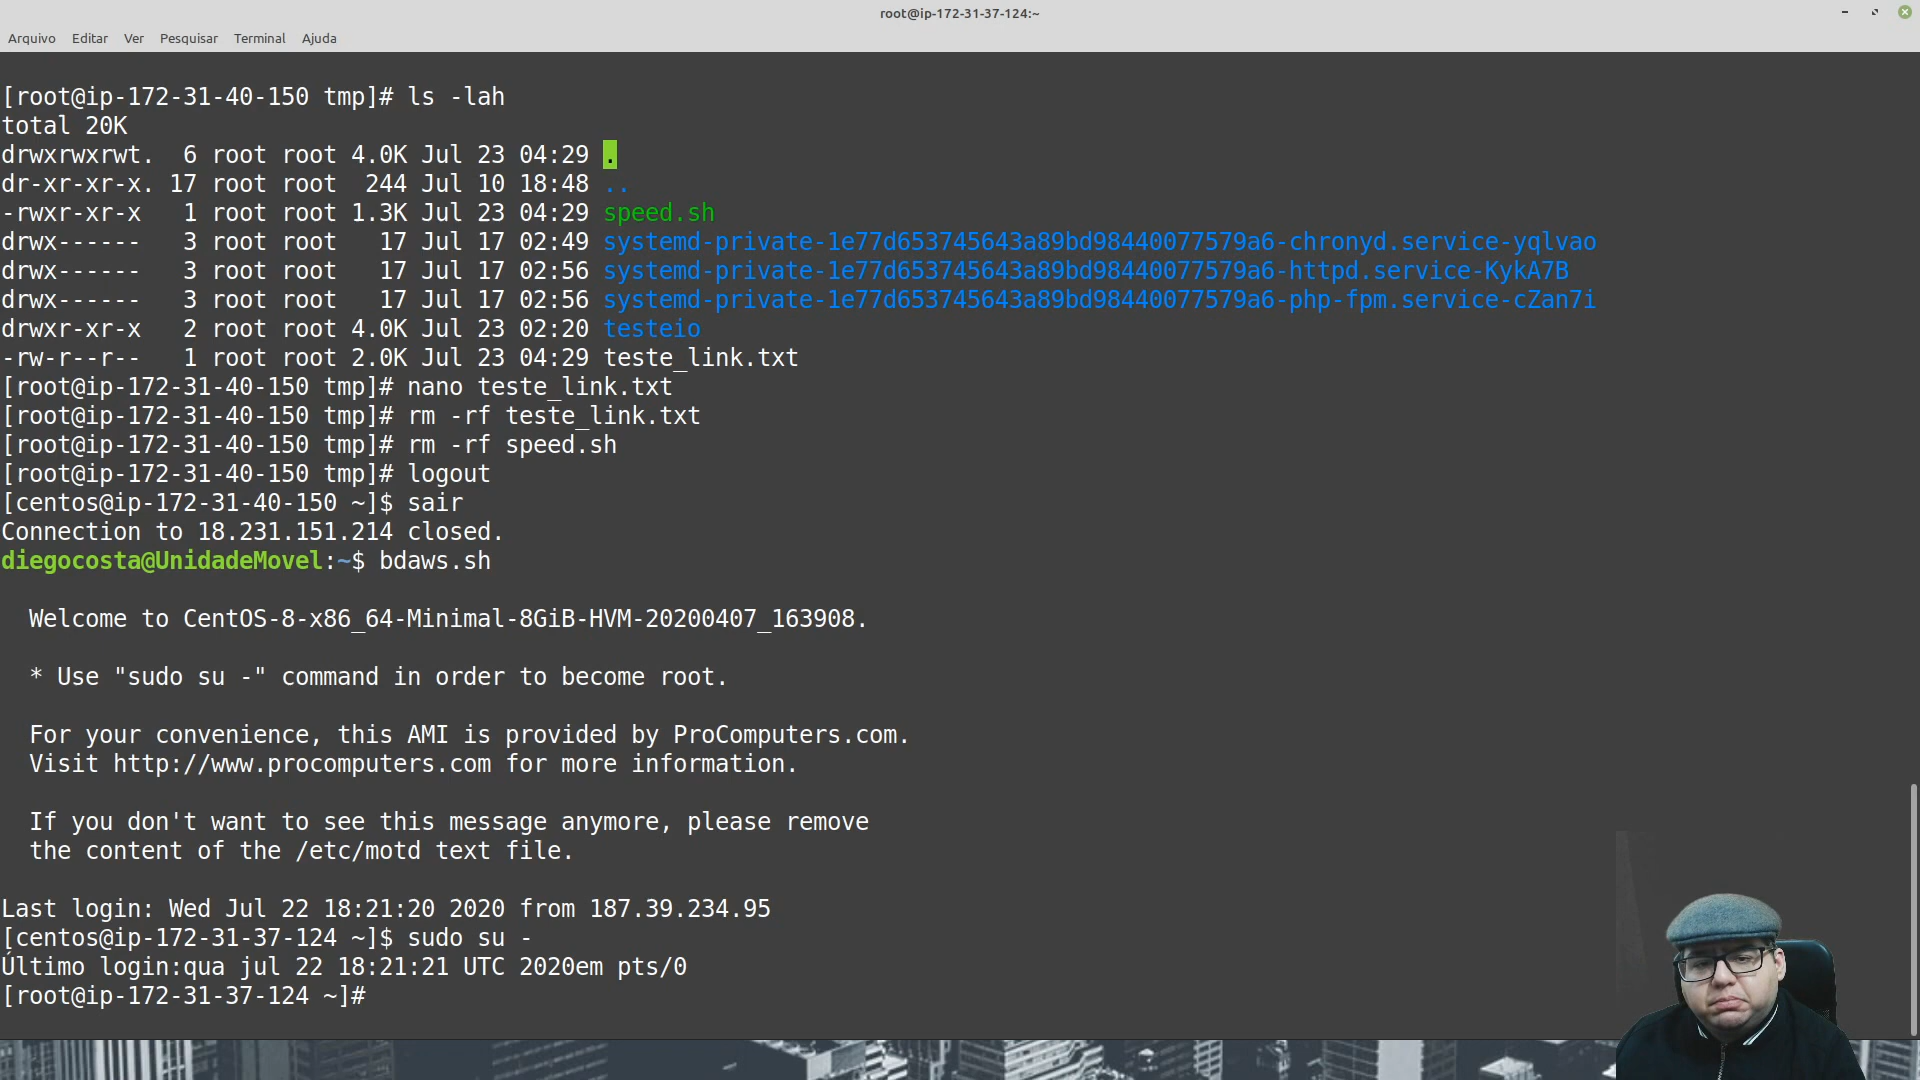 root@ip-172-31-37-124:~
Arquivo Editar Ver Pesquisar Terminal Ajuda
[root@ip-172-31-40-150 tmp]# ls -lah
total 20K
drwxrwxrwt.  6 root root 4.0K Jul 23 04:29 .
dr-xr-xr-x. 17 root root  244 Jul 10 18:48 ..
-rwxr-xr-x   1 root root 1.3K Jul 23 04:29 speed.sh
drwx------   3 root root   17 Jul 17 02:49 systemd-private-1e77d653745643a89bd98440077579a6-chronyd.service-yqlvao
drwx------   3 root root   17 Jul 17 02:56 systemd-private-1e77d653745643a89bd98440077579a6-httpd.service-KykA7B
drwx------   3 root root   17 Jul 17 02:56 systemd-private-1e77d653745643a89bd98440077579a6-php-fpm.service-cZan7i
drwxr-xr-x   2 root root 4.0K Jul 23 02:20 testeio
-rw-r--r--   1 root root 2.0K Jul 23 04:29 teste_link.txt
[root@ip-172-31-40-150 tmp]# nano teste_link.txt
[root@ip-172-31-40-150 tmp]# rm -rf teste_link.txt
[root@ip-172-31-40-150 tmp]# rm -rf speed.sh
[root@ip-172-31-40-150 tmp]# logout
[centos@ip-172-31-40-150 ~]$ sair
Connection to 18.231.151.214 closed.
diegocosta@UnidadeMovel:~$ bdaws.sh
Welcome to CentOS-8-x86_64-Minimal-8GiB-HVM-20200407_163908.
* Use "sudo su -" command in order to become root.
For your convenience, this AMI is provided by ProComputers.com.
Visit http://www.procomputers.com for more information.
If you don't want to see this message anymore, please remove
the content of the /etc/motd text file.
Last login: Wed Jul 22 18:21:20 2020 from 187.39.234.95
[centos@ip-172-31-37-124 ~]$ sudo su -
Último login:qua jul 22 18:21:21 UTC 2020em pts/0
[root@ip-172-31-37-124 ~]#